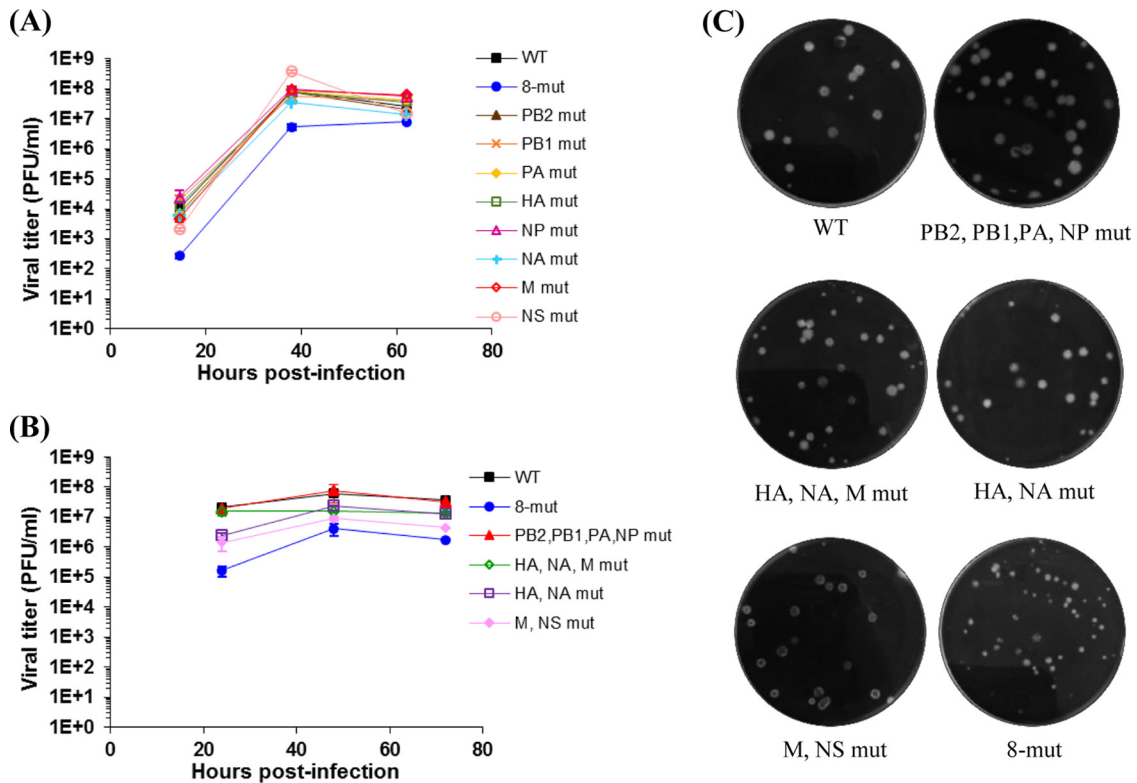 (A)
Viral titer (PFU/ml)
1E+9
1E+8
1E+7
1E+6
1E+5
1E+4
1E+3
1E+2
1E+1
1E+0
0 20 40 60 80
Hours post-infection
WT
8-mut
PB2 mut
PB1 mut
PA mut
HA mut
NP mut
NA mut
M mut
NS mut
(B)
Viral titer (PFU/ml)
1E+9
1E+8
1E+7
1E+6
1E+5
1E+4
1E+3
1E+2
1E+1
1E+0
0 20 40 60 80
Hours post-infection
WT
8-mut
PB2,PB1,PA,NP mut
HA, NA, M mut
HA, NA mut
M, NS mut
(C)
WT
PB2, PB1,PA, NP mut
HA, NA, M mut
HA, NA mut
M, NS mut
8-mut